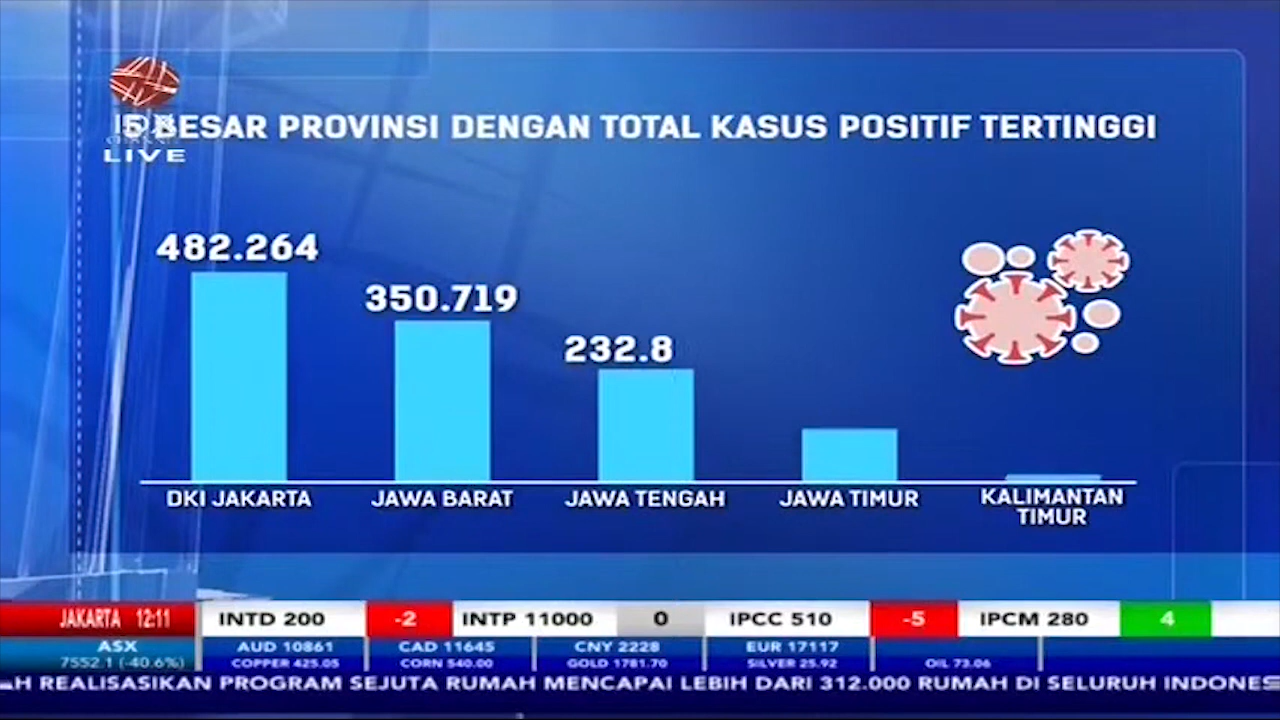 IDX
CHANNEL
LIVE
5 BESAR PROVINSI DENGAN TOTAL KASUS POSITIF TERTINGGI
482.264
350.719
232.8
DKI JAKARTA
JAWA BARAT
JAWA TENGAH
JAWA TIMUR
KALIMANTAN
TIMUR
JAKARTA 12:11
INTD 200 -2 INTP 11000 0 IPCC 510 -5 IPCM 280 4
ASX
7552.1 (-40.6%)
AUD 10861 CAD 11645 CNY 2228 EUR 17117
COPPER 425.05 CORN 540.00 GOLD 1781.70 SILVER 25.92 OIL 73.06
AH REALISASIKAN PROGRAM SEJUTA RUMAH MENCAPAI LEBIH DARI 312.000 RUMAH DI SELURUH INDONES